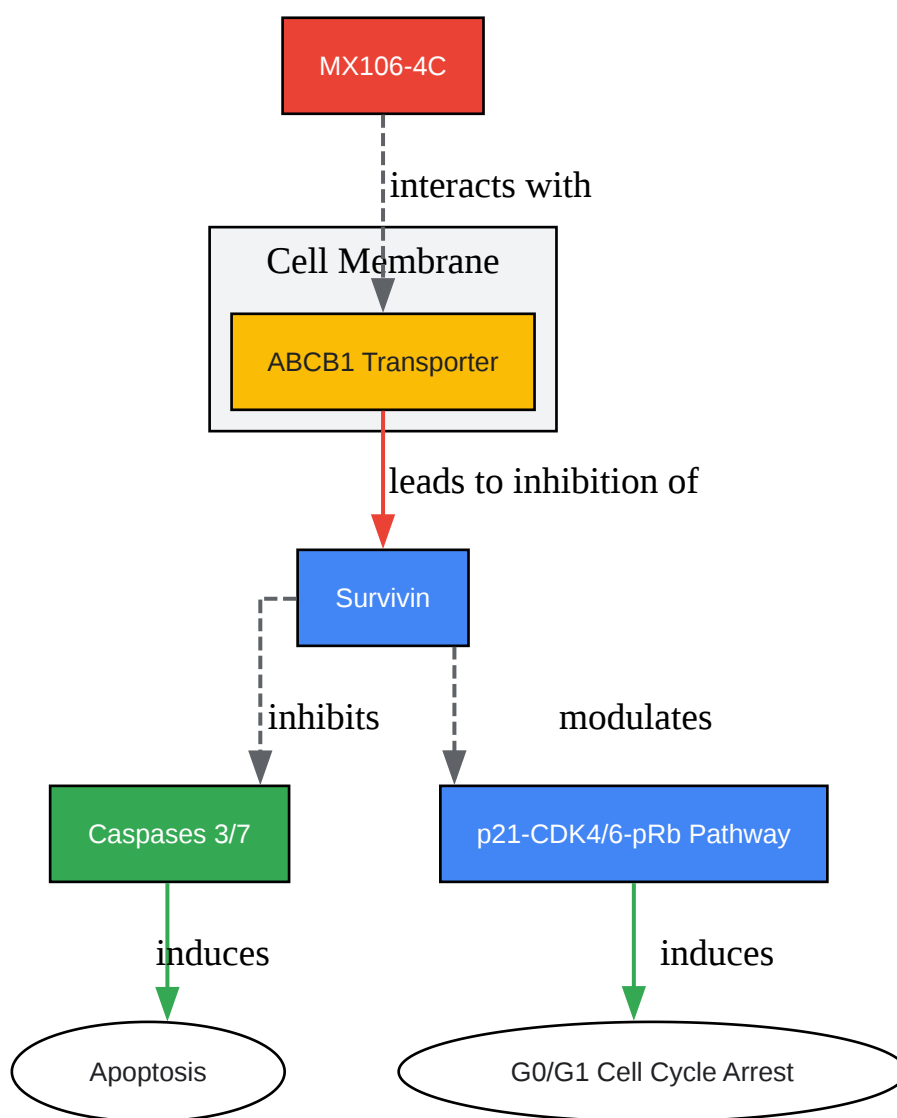 MX106-4C
interacts with
Cell Membrane
ABCB1 Transporter
leads to inhibition of
Survivin
inhibits
modulates
Caspases 3/7
p21-CDK4/6-pRb Pathway
induces
induces
Apoptosis
G0/G1 Cell Cycle Arrest